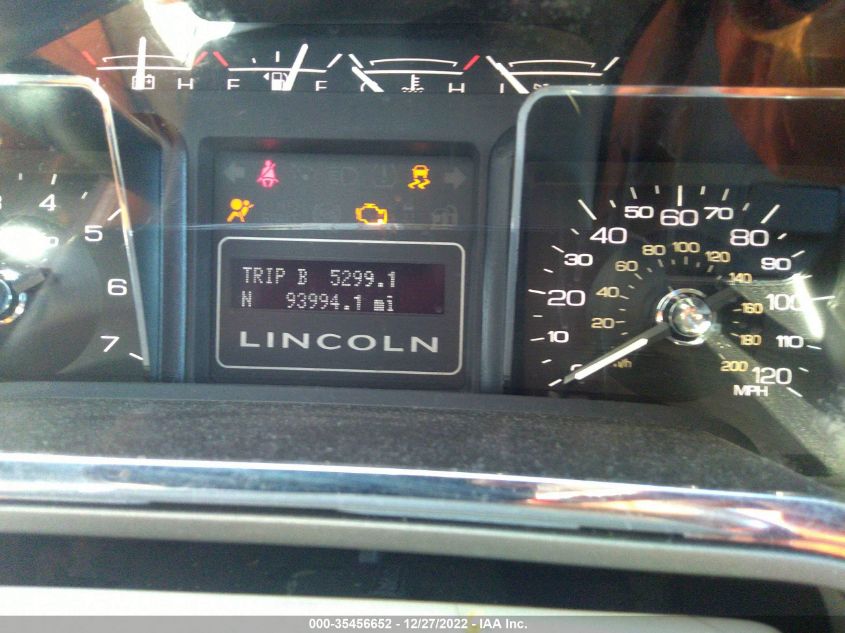 H F F C H L
3 4 5 6 7
TRIP B 5299.1
N 93994.1 mi
LINCOLN
10 20 30 40 50 60 70 80 90 100 110 120
20 40 60 80 100 120 140 160 180 200
MPH
000-35456652 - 12/27/2022 - IAA Inc.